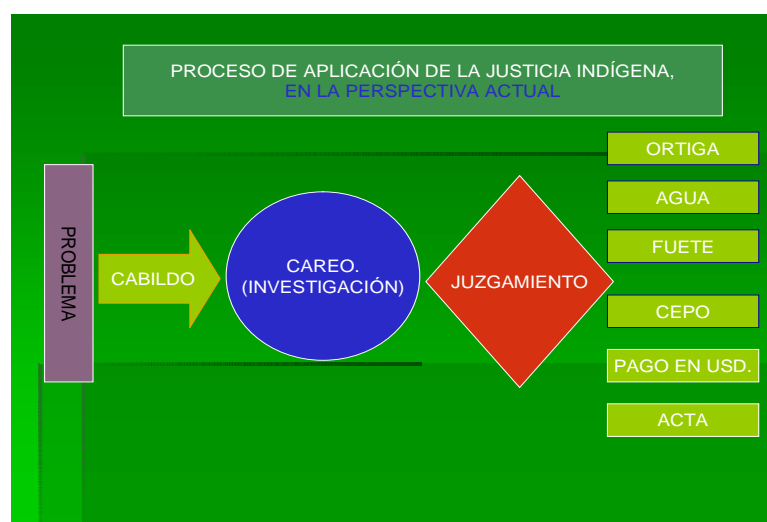 PROCESO DE APLICACIÓN DE LA JUSTICIA INDÍGENA,
EN LA PERSPECTIVA ACTUAL
PROBLEMA
CABILDO
CAREO.
(INVESTIGACIÓN)
JUZGAMIENTO
ORTIGA
AGUA
FUETE
CEPO
PAGO EN USD.
ACTA